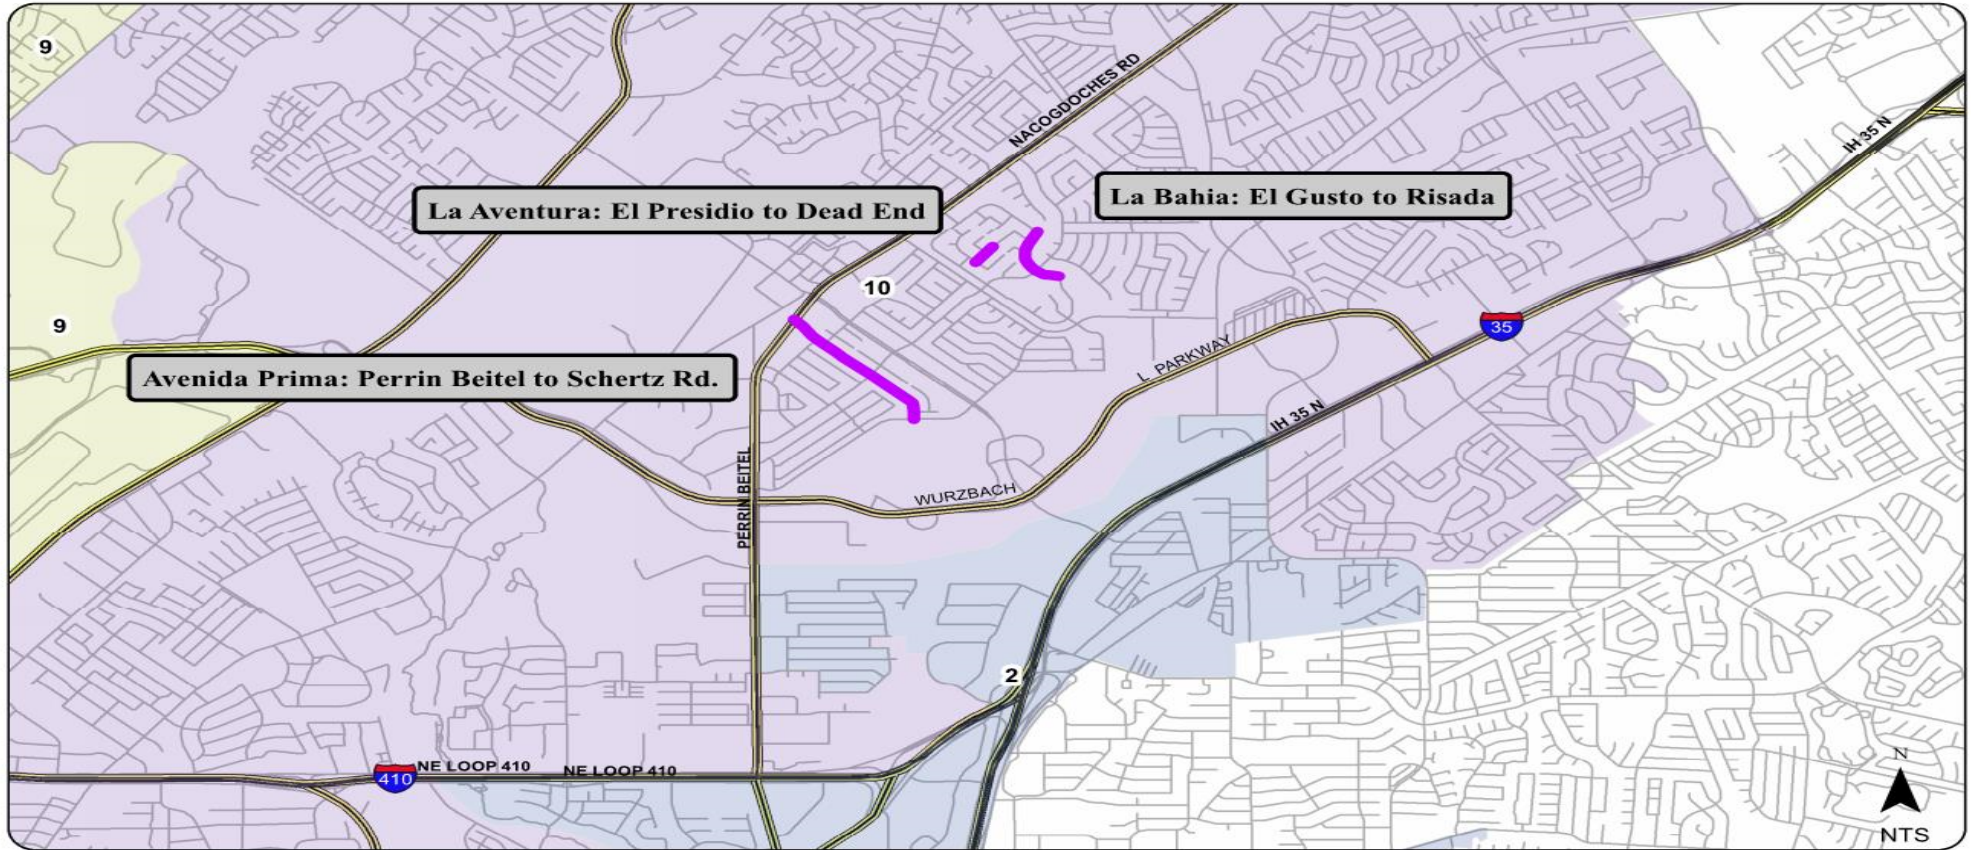 9
NACOGDOCHES RD
IH 35 N
La Aventura: El Presidio to Dead End
La Bahia: El Gusto to Risada
10
9
35
L PARKWAY
Avenida Prima: Perrin Beitel to Schertz Rd.
IH 35 N
PERRIN BEITEL
WURZBACH
2
NE LOOP 410
NE LOOP 410
410
N
NTS